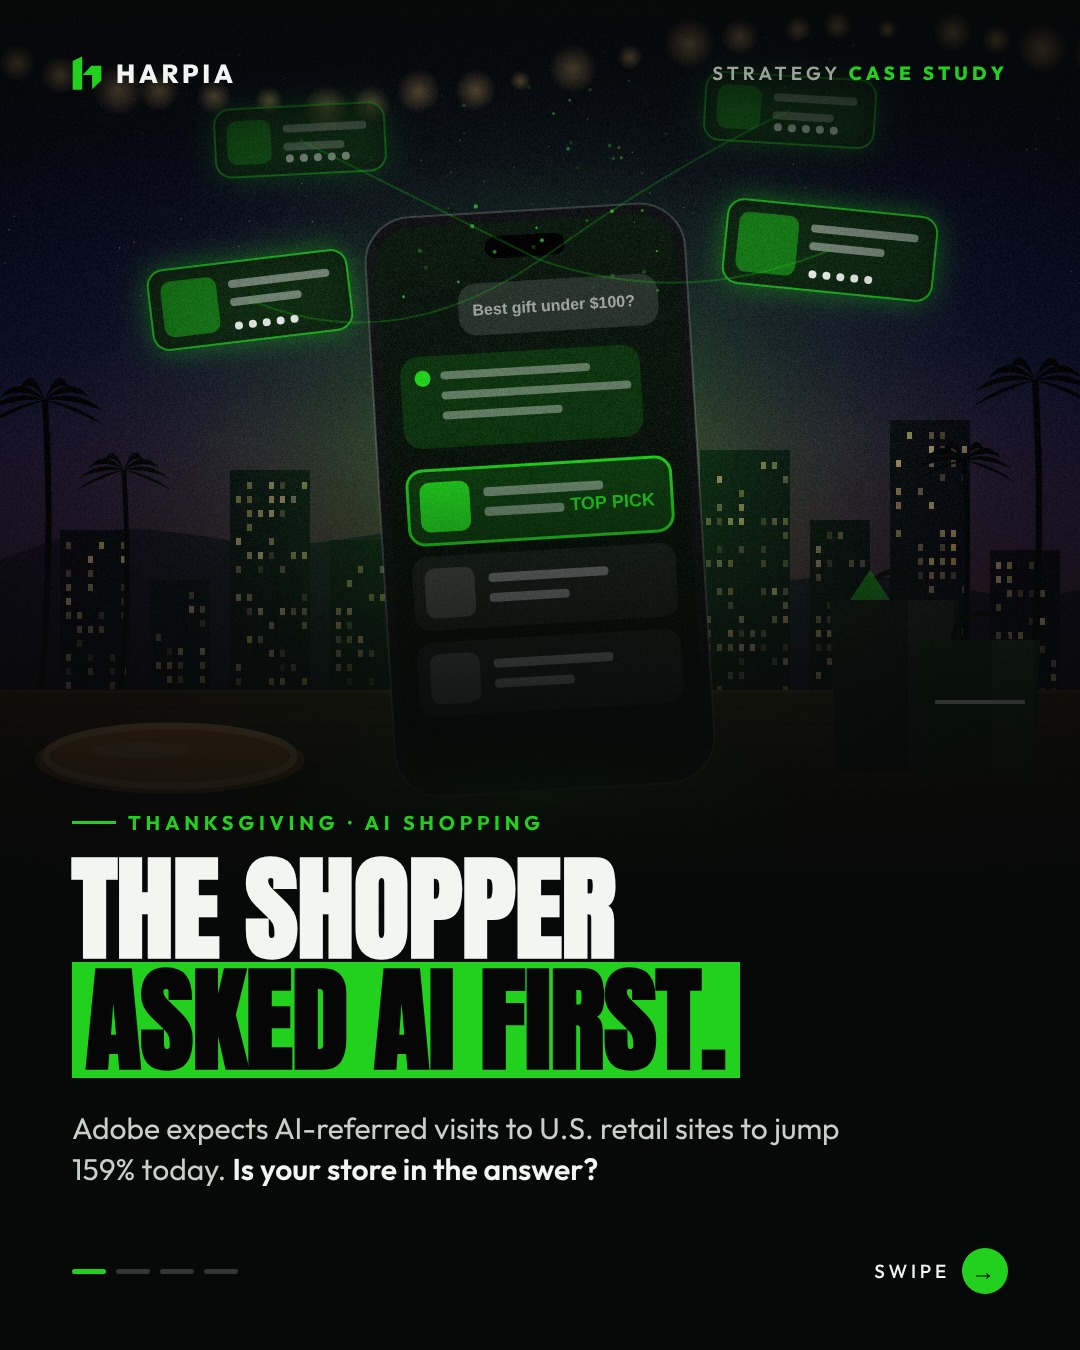 HARPIA
STRATEGY CASE STUDY
Best gift under $100?
TOP PICK
THANKSGIVING · AI SHOPPING
THE SHOPPER
ASKED AI FIRST.
Adobe expects AI-referred visits to U.S. retail sites to jump
159% today. Is your store in the answer?
SWIPE →